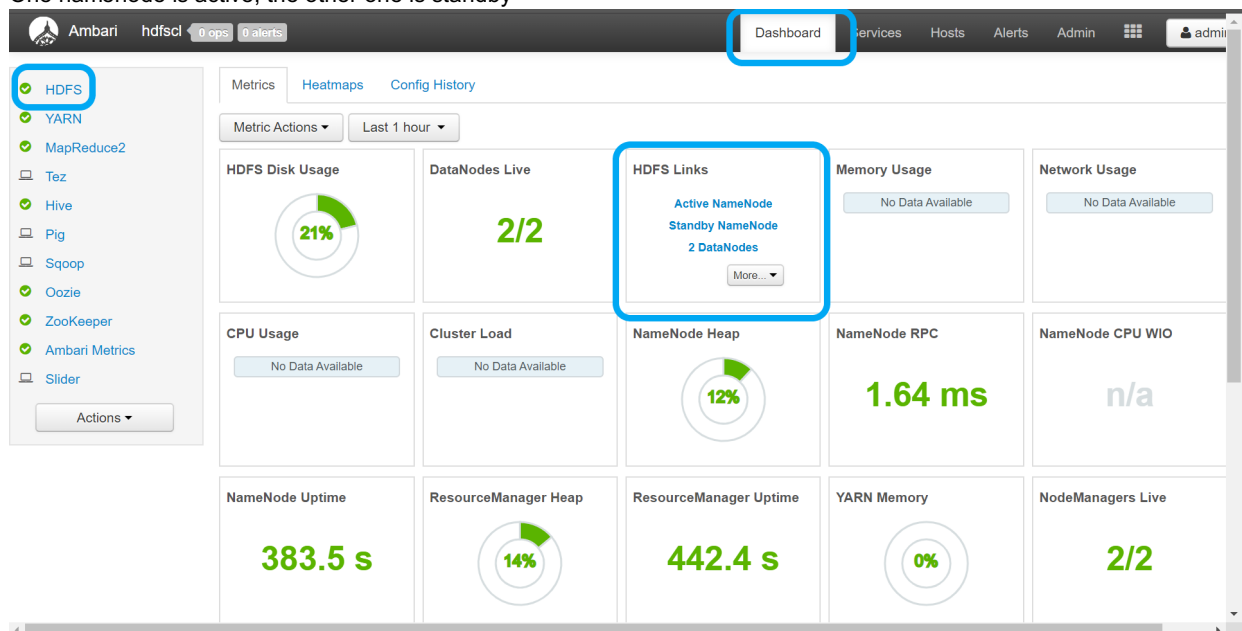 One namenode is active, the other one is standby
Ambari hdfscl 0 ops 0 alerts Dashboard Services Hosts Alerts Admin admin
HDFS
YARN
MapReduce2
Tez
Hive
Pig
Sqoop
Oozie
ZooKeeper
Ambari Metrics
Slider
Actions
Metrics Heatmaps Config History
Metric Actions Last 1 hour
HDFS Disk Usage
21%
DataNodes Live
2/2
HDFS Links
Active NameNode
Standby NameNode
2 DataNodes
More...
Memory Usage
No Data Available
Network Usage
No Data Available
CPU Usage
No Data Available
Cluster Load
No Data Available
NameNode Heap
12%
NameNode RPC
1.64 ms
NameNode CPU WIO
n/a
NameNode Uptime
383.5 s
ResourceManager Heap
14%
ResourceManager Uptime
442.4 s
YARN Memory
0%
NodeManagers Live
2/2